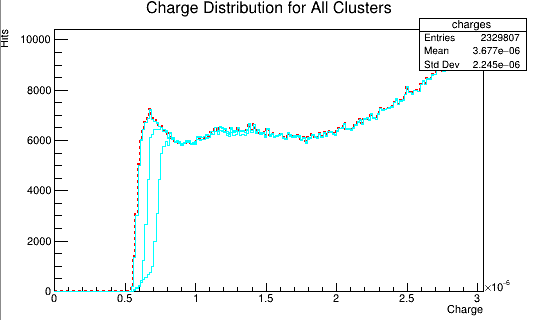 Charge Distribution for All Clusters
charges
Entries 2329807
Mean 3.677e−06
Std Dev 2.245e−06
Hits
10000
8000
6000
4000
2000
0
0 0.5 1 1.5 2 2.5 3
×10⁻⁶
Charge